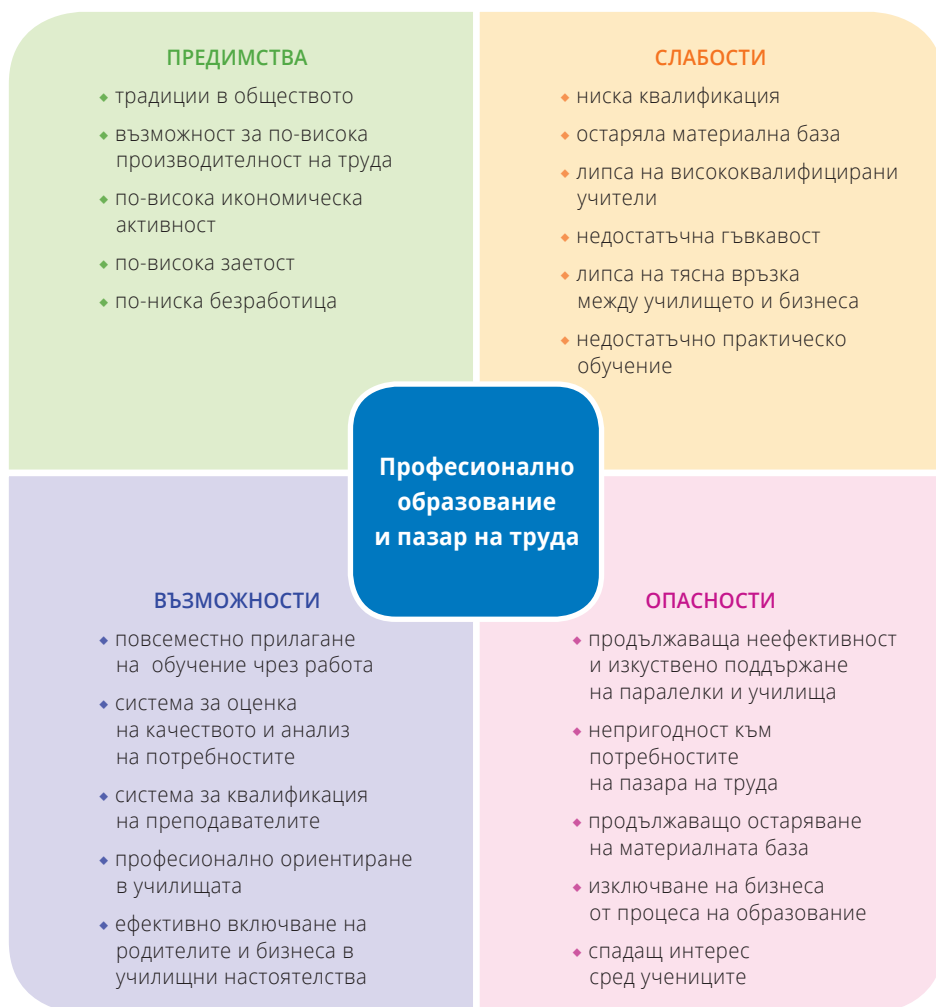 ПРЕДИМСТВА
◆ традиции в обществото
◆ възможност за по-висока
производителност на труда
◆ по-висока икономическа
активност
◆ по-висока заетост
◆ по-ниска безработица
СЛАБОСТИ
◆ ниска квалификация
◆ остаряла материална база
◆ липса на висококвалифицирани
учители
◆ недостатъчна гъвкавост
◆ липса на тясна връзка
между училището и бизнеса
◆ недостатъчно практическо
обучение
Професионално
образование
и пазар на труда
ВЪЗМОЖНОСТИ
◆ повсеместно прилагане
на обучение чрез работа
◆ система за оценка
на качеството и анализ
на потребностите
◆ система за квалификация
на преподавателите
◆ професионално ориентиране
в училищата
◆ ефективно включване на
родителите и бизнеса в
училищни настоятелства
ОПАСНОСТИ
◆ продължаваща неефективност
и изкуствено поддържане
на паралелки и училища
◆ непригодност към
потребностите
на пазара на труда
◆ продължаващо остаряване
на материалната база
◆ изключване на бизнеса
от процеса на образование
◆ спадащ интерес
сред учениците